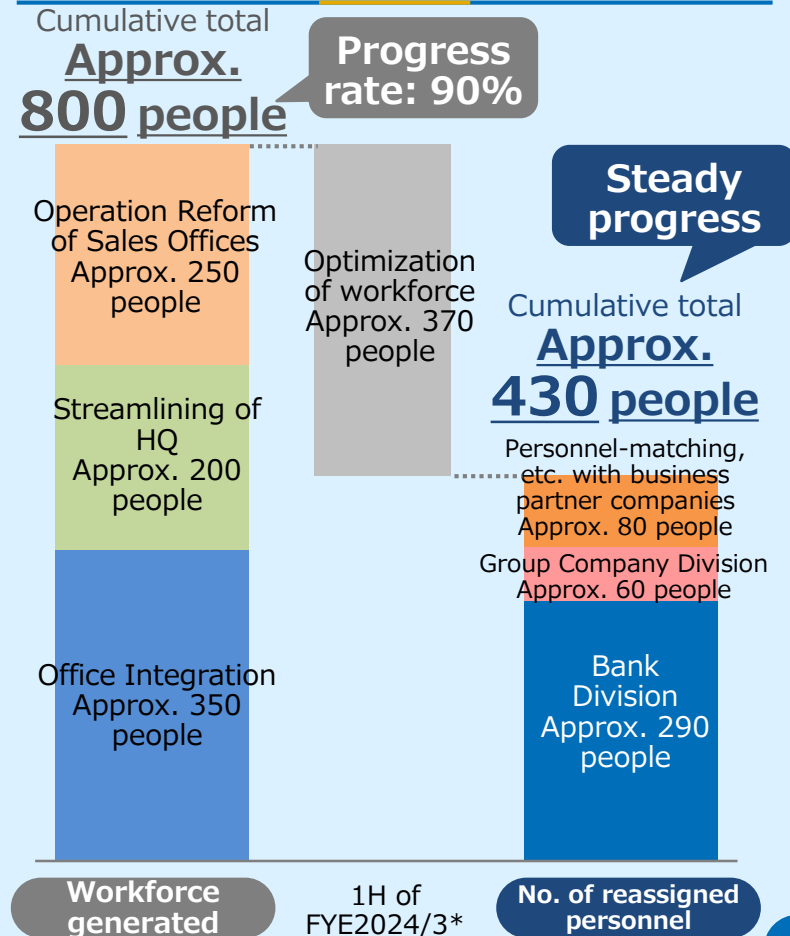 Cumulative total
Approx.
800 people
Progress
rate: 90%
Operation Reform
of Sales Offices
Approx. 250
people
Streamlining of
HQ
Approx. 200
people
Office Integration
Approx. 350
people
Optimization
of workforce
Approx. 370
people
Steady
progress
Cumulative total
Approx.
430 people
Personnel-matching,
etc. with business
partner companies
Approx. 80 people
Group Company Division
Approx. 60 people
Bank
Division
Approx. 290
people
Workforce
generated
1H of
FYE2024/3*
No. of reassigned
personnel